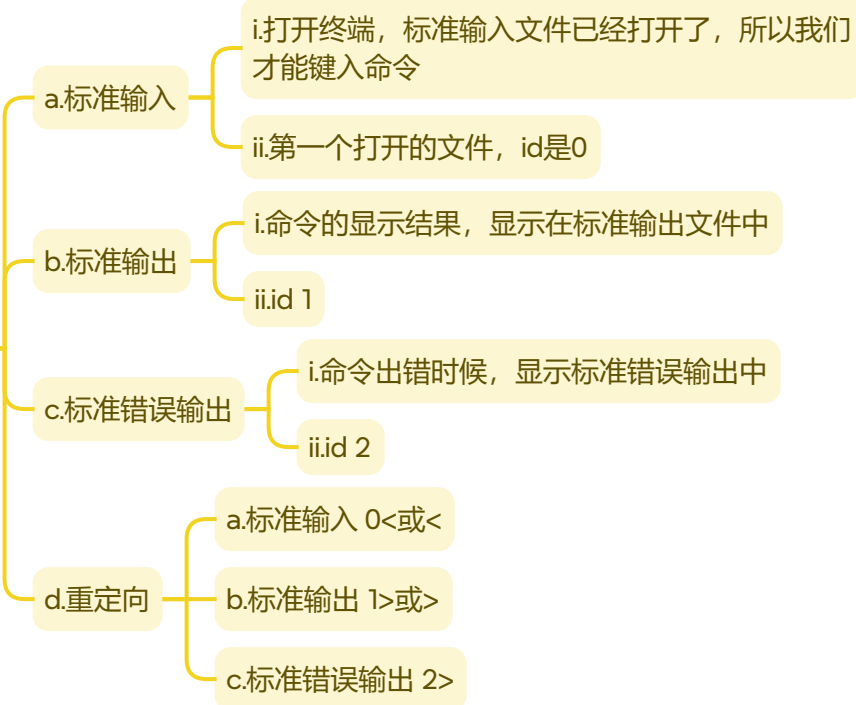 a.标准输入
i.打开终端，标准输入文件已经打开了，所以我们
才能键入命令
ii.第一个打开的文件，id是0
b.标准输出
i.命令的显示结果，显示在标准输出文件中
ii.id 1
c.标准错误输出
i.命令出错时候，显示标准错误输出中
ii.id 2
d.重定向
a.标准输入 0<或<
b.标准输出 1>或>
c.标准错误输出 2>